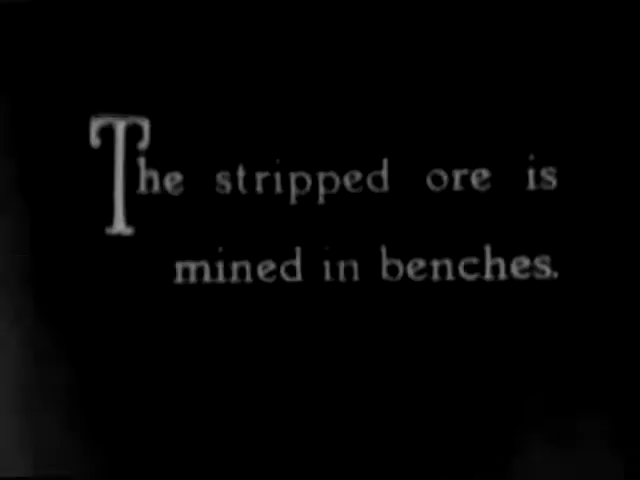 The stripped ore is
mined in benches.